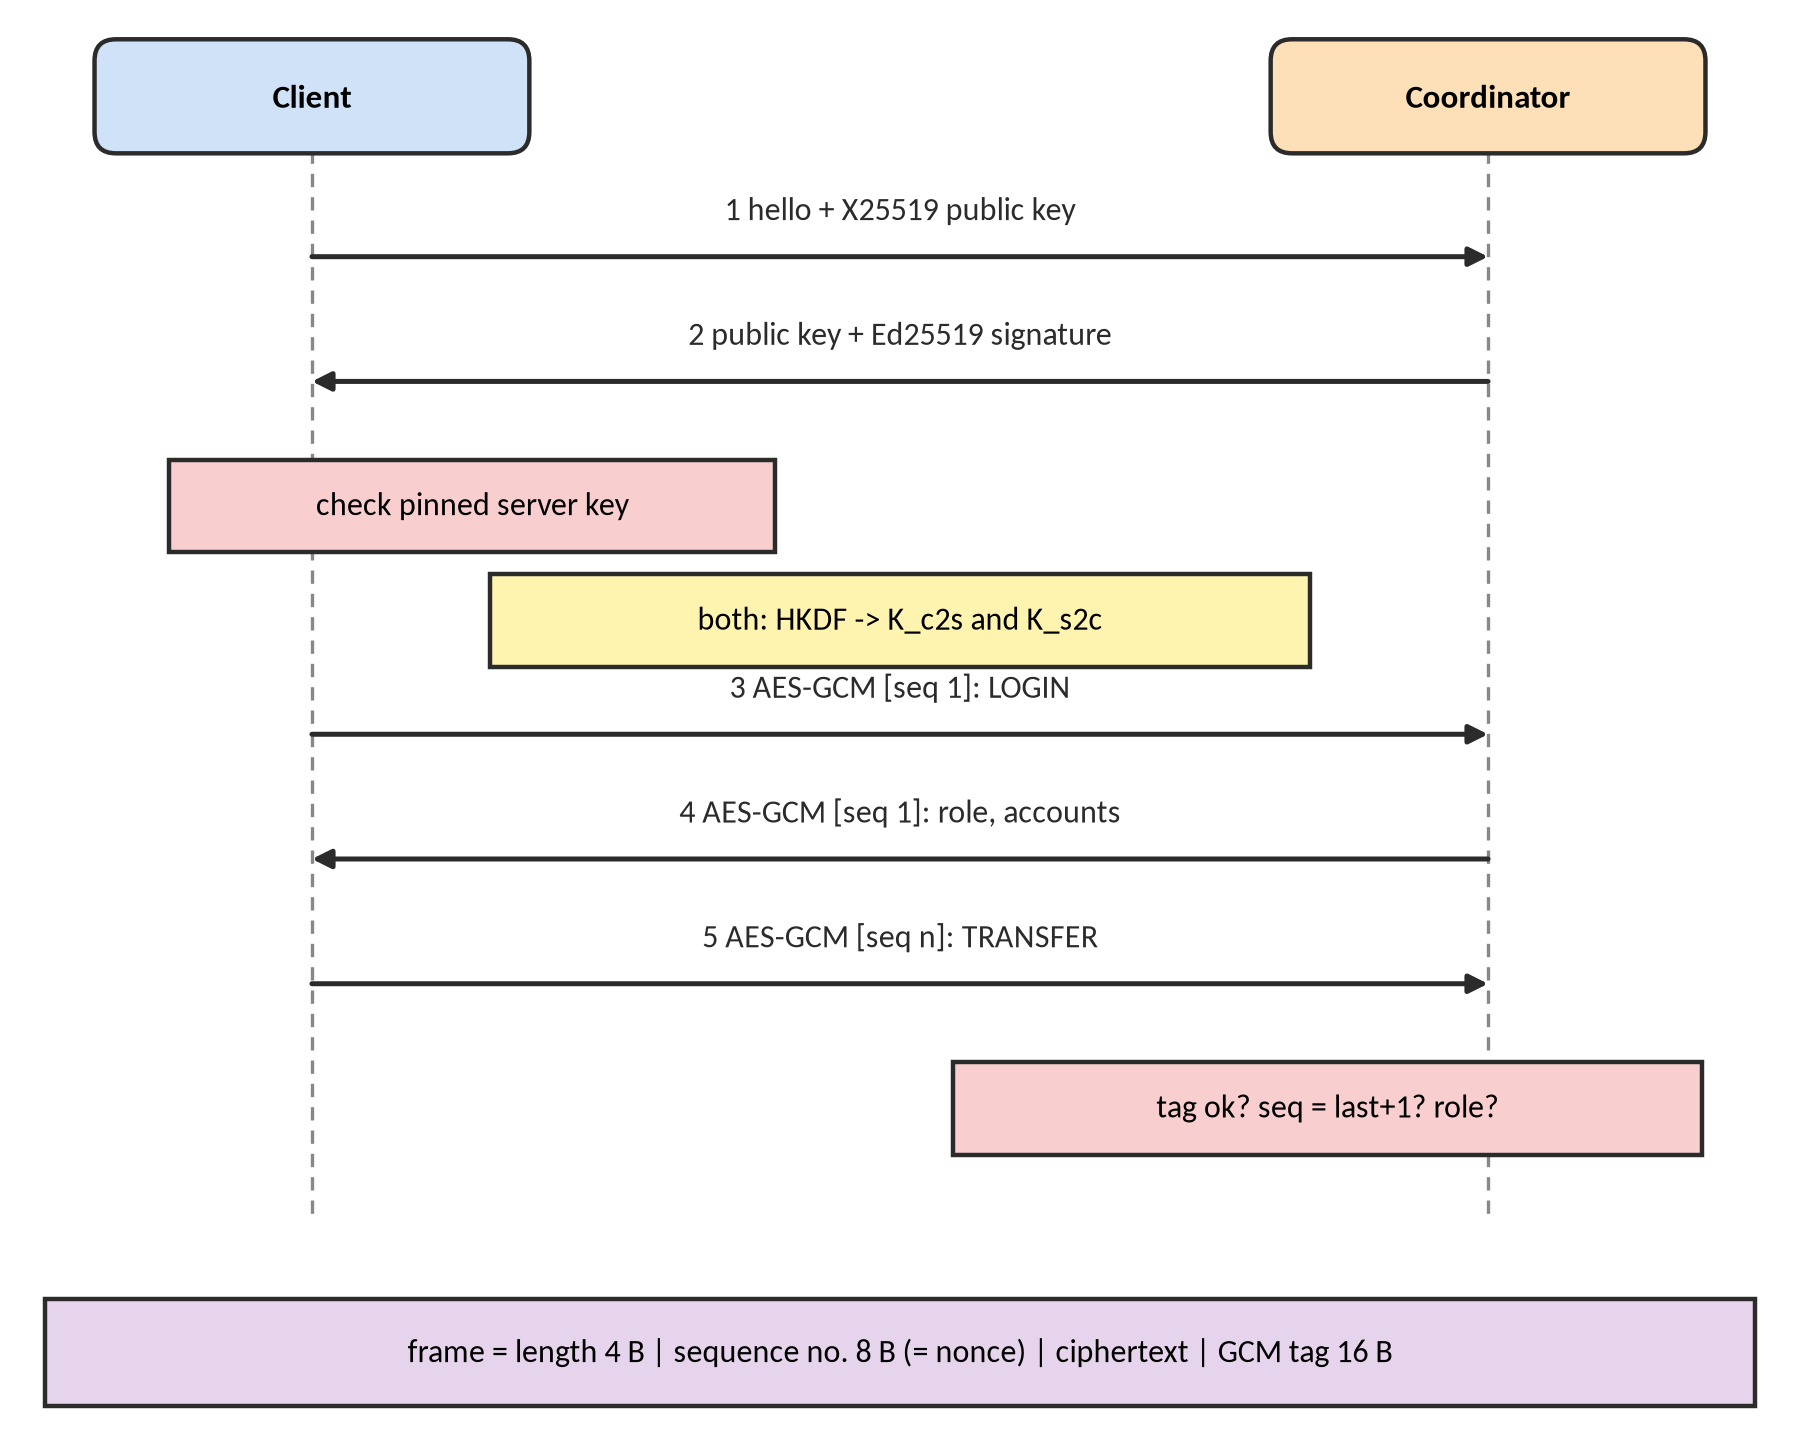 Client
Coordinator
1 hello + X25519 public key
2 public key + Ed25519 signature
check pinned server key
both: HKDF -> K_c2s and K_s2c
3 AES-GCM [seq 1]: LOGIN
4 AES-GCM [seq 1]: role, accounts
5 AES-GCM [seq n]: TRANSFER
tag ok? seq = last+1? role?
frame = length 4 B | sequence no. 8 B (= nonce) | ciphertext | GCM tag 16 B